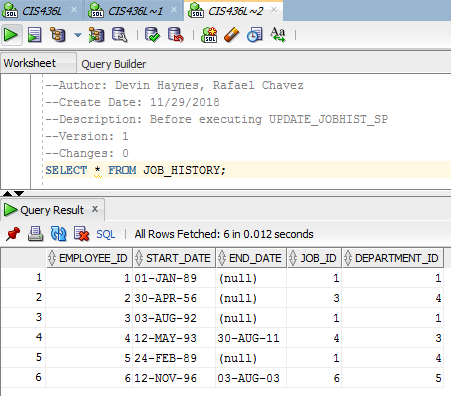 CIS436L CIS436L~1 CIS436L~2
Worksheet Query Builder
--Author: Devin Haynes, Rafael Chavez
--Create Date: 11/29/2018
--Description: Before executing UPDATE_JOBHIST_SP
--Version: 1
--Changes: 0
SELECT * FROM JOB_HISTORY;
Query Result x
SQL | All Rows Fetched: 6 in 0.012 seconds
EMPLOYEE_ID START_DATE END_DATE JOB_ID DEPARTMENT_ID
1 1 01-JAN-89 (null) 1 1
2 2 30-APR-56 (null) 3 4
3 3 03-AUG-92 (null) 1 1
4 4 12-MAY-93 30-AUG-11 4 3
5 5 24-FEB-89 (null) 1 4
6 6 12-NOV-96 03-AUG-03 6 5